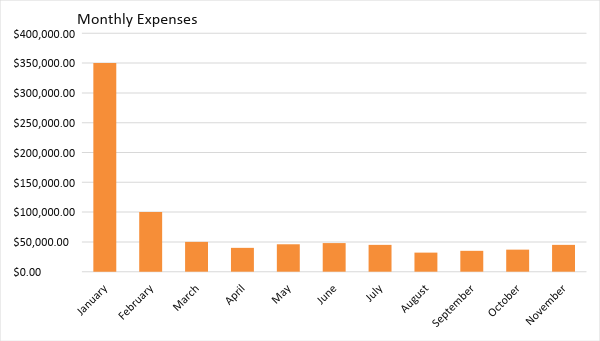 Monthly Expenses
$400,000.00
$350,000.00
$300,000.00
$250,000.00
$200,000.00
$150,000.00
$100,000.00
$50,000.00
$0.00
January
February
March
April
May
June
July
August
September
October
November